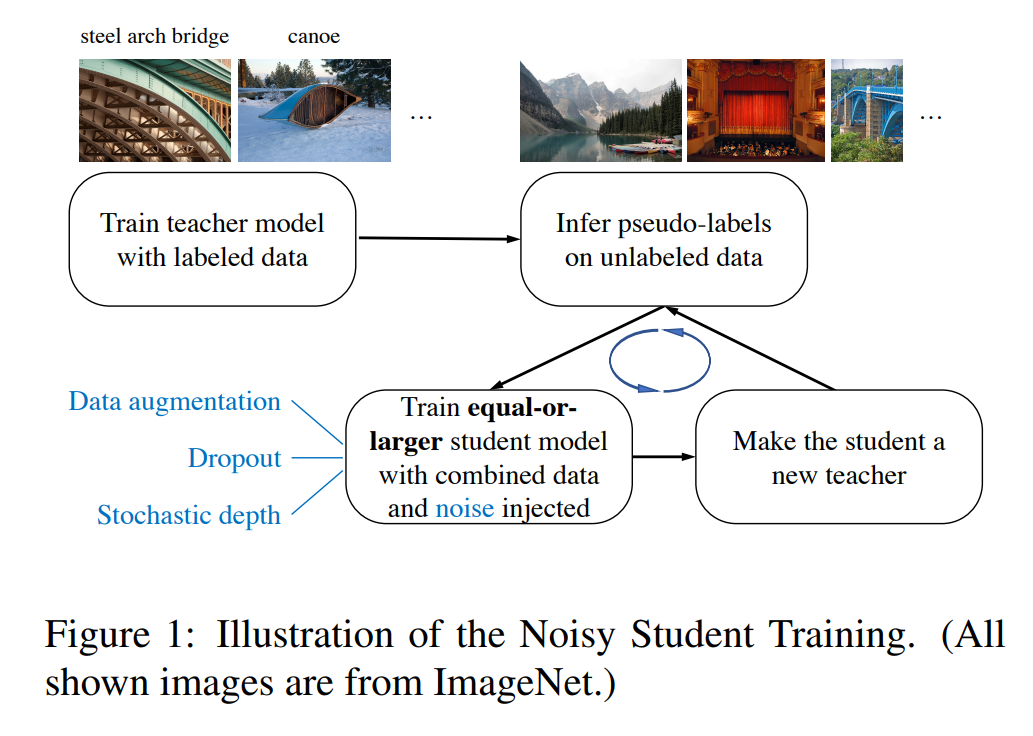 steel arch bridge
canoe
...
...
Train teacher model
with labeled data
Infer pseudo-labels
on unlabeled data
Data augmentation
Dropout
Stochastic depth
Train equal-or-
larger student model
with combined data
and noise injected
Make the student a
new teacher
Figure 1: Illustration of the Noisy Student Training. (All
shown images are from ImageNet.)